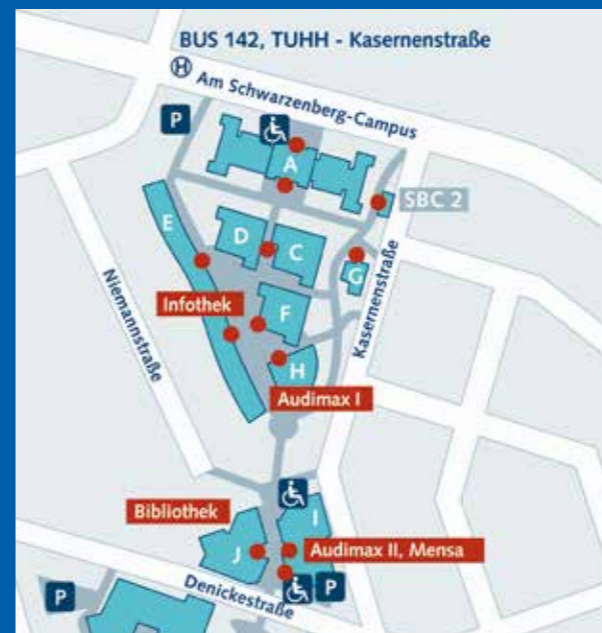 BUS 142, TUHH - Kasernenstraße
H Am Schwarzenberg-Campus
P
A
SBC 2
E
D
C
G
Niemannstraße
Infothek
F
Kasernenstraße
H
Audimax I
Bibliothek
I
J
Audimax II, Mensa
P
Denickestraße
P